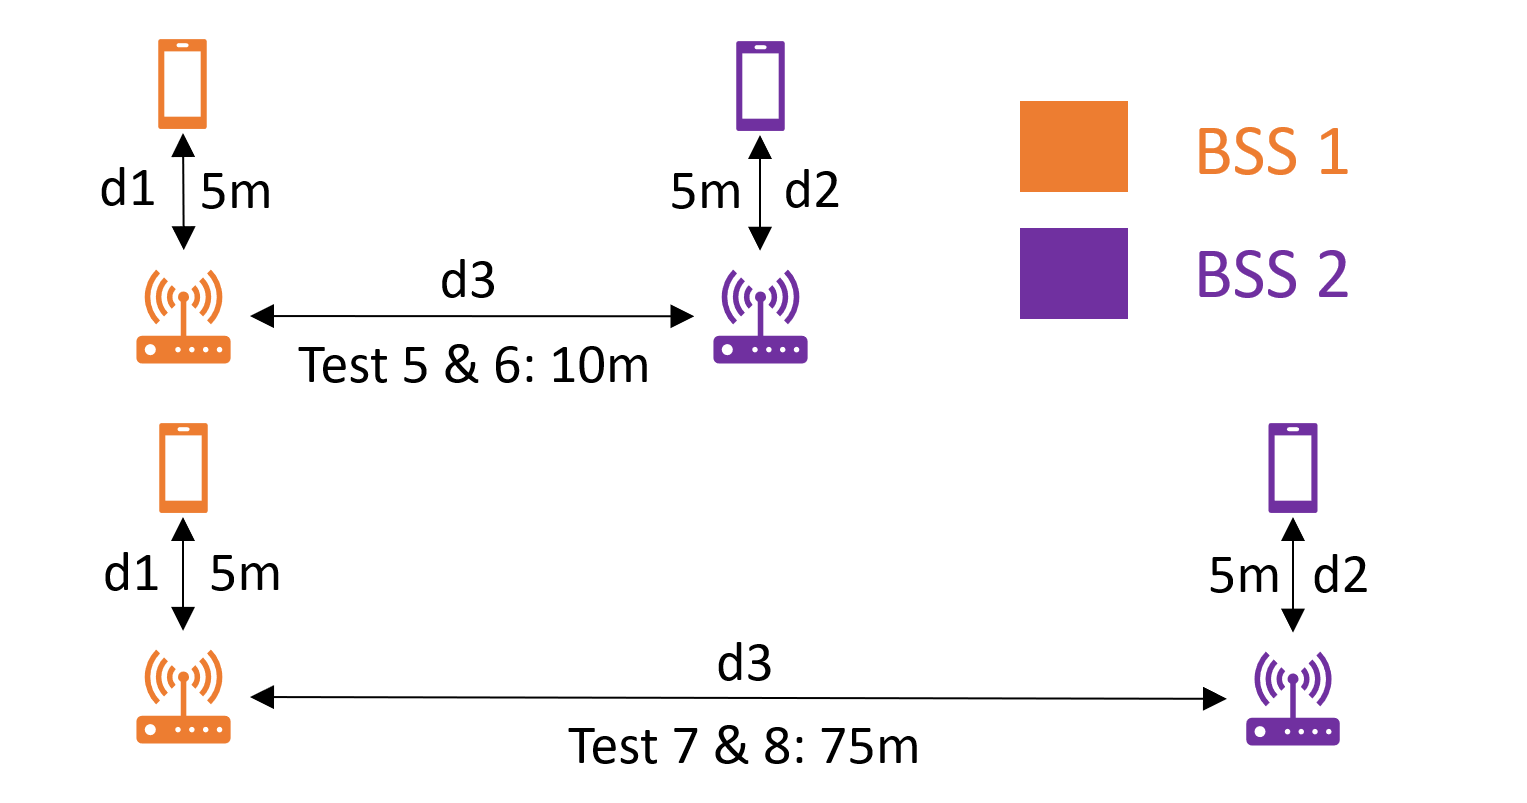 d1 5m
5m d2
BSS 1
BSS 2
d3
Test 5 & 6: 10m
d1 5m
5m d2
d3
Test 7 & 8: 75m